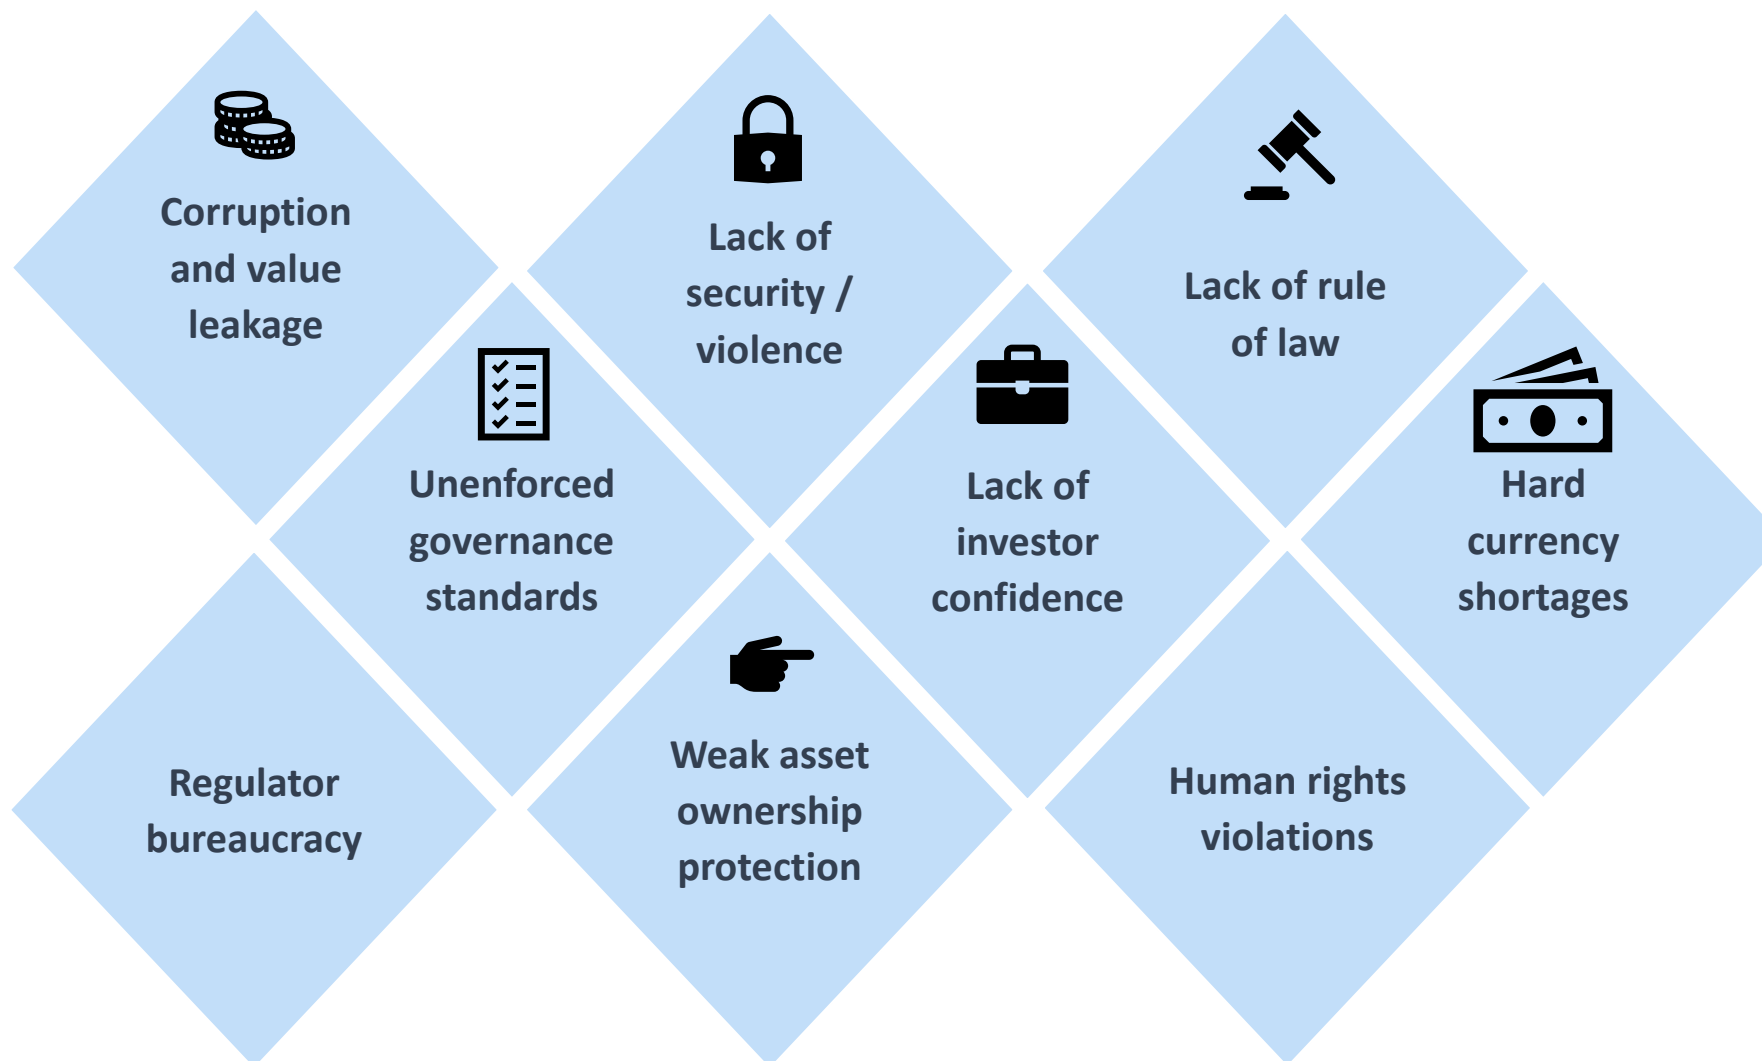 Corruption
and value
leakage
Lack of
security /
violence
Lack of rule
of law
Unenforced
governance
standards
Lack of
investor
confidence
Hard
currency
shortages
Regulator
bureaucracy
Weak asset
ownership
protection
Human rights
violations